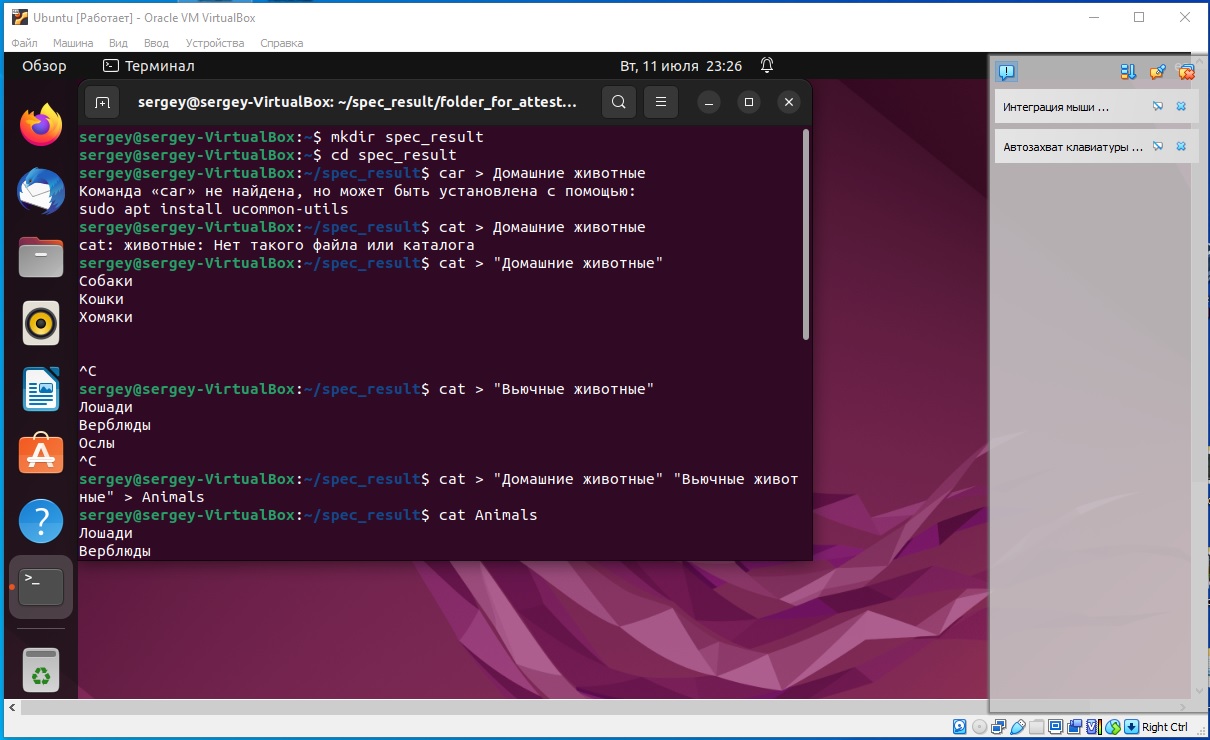 Ubuntu [Работает] - Oracle VM VirtualBox
Файл Машина Вид Ввод Устройства Справка
Обзор Терминал Вт, 11 июля 23:26
sergey@sergey-VirtualBox: ~/spec_result/folder_for_attest...
sergey@sergey-VirtualBox:~$ mkdir spec_result
sergey@sergey-VirtualBox:~$ cd spec_result
sergey@sergey-VirtualBox:~/spec_result$ car > Домашние животные
Команда «car» не найдена, но может быть установлена с помощью:
sudo apt install ucommon-utils
sergey@sergey-VirtualBox:~/spec_result$ cat > Домашние животные
cat: животные: Нет такого файла или каталога
sergey@sergey-VirtualBox:~/spec_result$ cat > "Домашние животные"
Собаки
Кошки
Хомяки
^C
sergey@sergey-VirtualBox:~/spec_result$ cat > "Вьючные животные"
Лошади
Верблюды
Ослы
^C
sergey@sergey-VirtualBox:~/spec_result$ cat > "Домашние животные" "Вьючные живот
ные" > Animals
sergey@sergey-VirtualBox:~/spec_result$ cat Animals
Лошади
Верблюды
Интеграция мыши ...
Автозахват клавиатуры ...
Right Ctrl